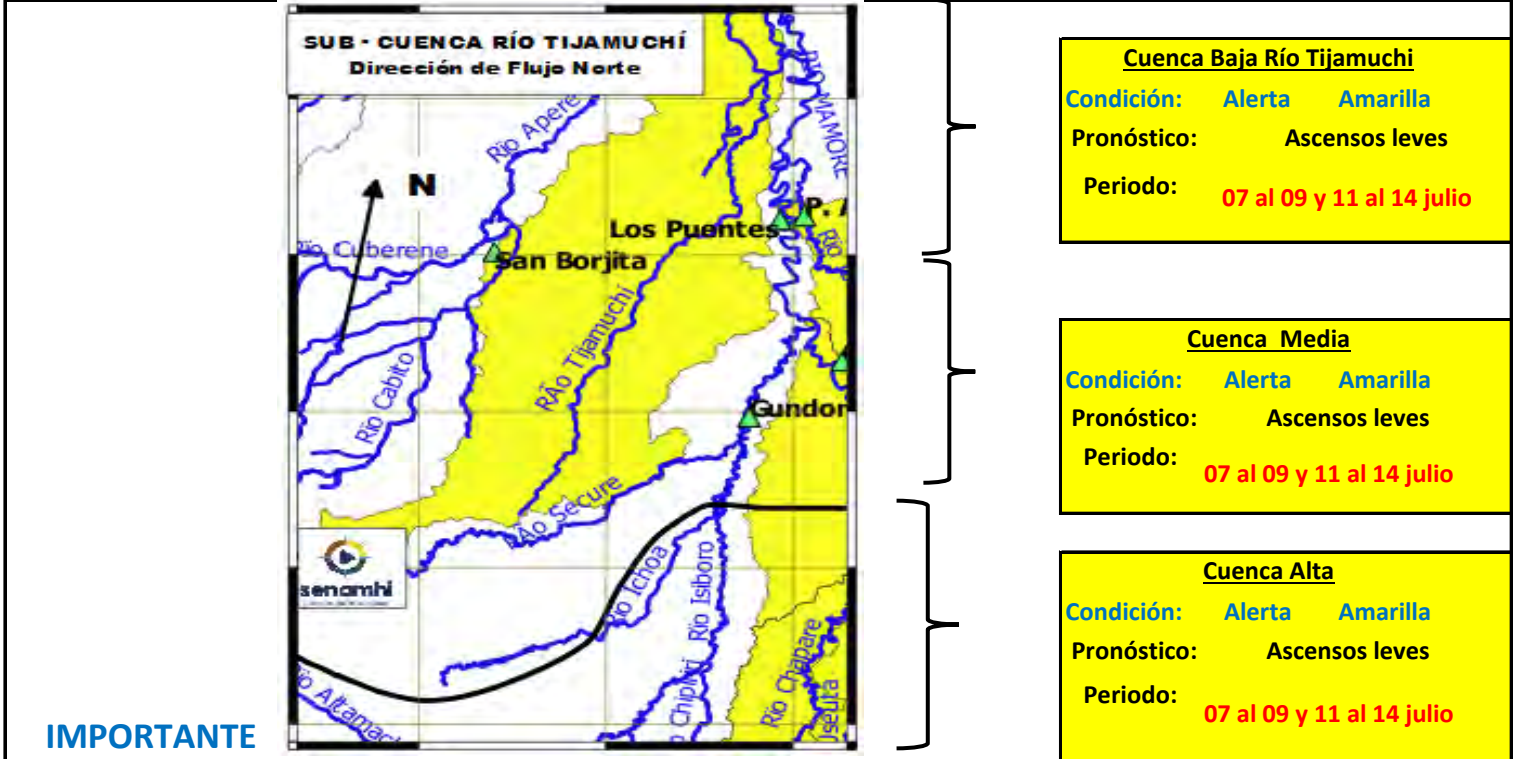 SUB - CUENCA RÍO TIJAMUCHÍ
Dirección de Flujo Norte
Río Apere
RIO MAMORE
N
P. A
Los Puentes
Río
Río Cuberene
San Borjita
RÃo Tijamuchí
Río Cabito
Gundor
RÃo Secure
senamhi
Río Ichoa
Río Isiboro
Río Chapare
Chipiriri
Río Altamac
IMPORTANTE
Cuenca Baja Río Tijamuchi
Condición: Alerta Amarilla
Pronóstico: Ascensos leves
Periodo: 07 al 09 y 11 al 14 julio
Cuenca Media
Condición: Alerta Amarilla
Pronóstico: Ascensos leves
Periodo: 07 al 09 y 11 al 14 julio
Cuenca Alta
Condición: Alerta Amarilla
Pronóstico: Ascensos leves
Periodo: 07 al 09 y 11 al 14 julio